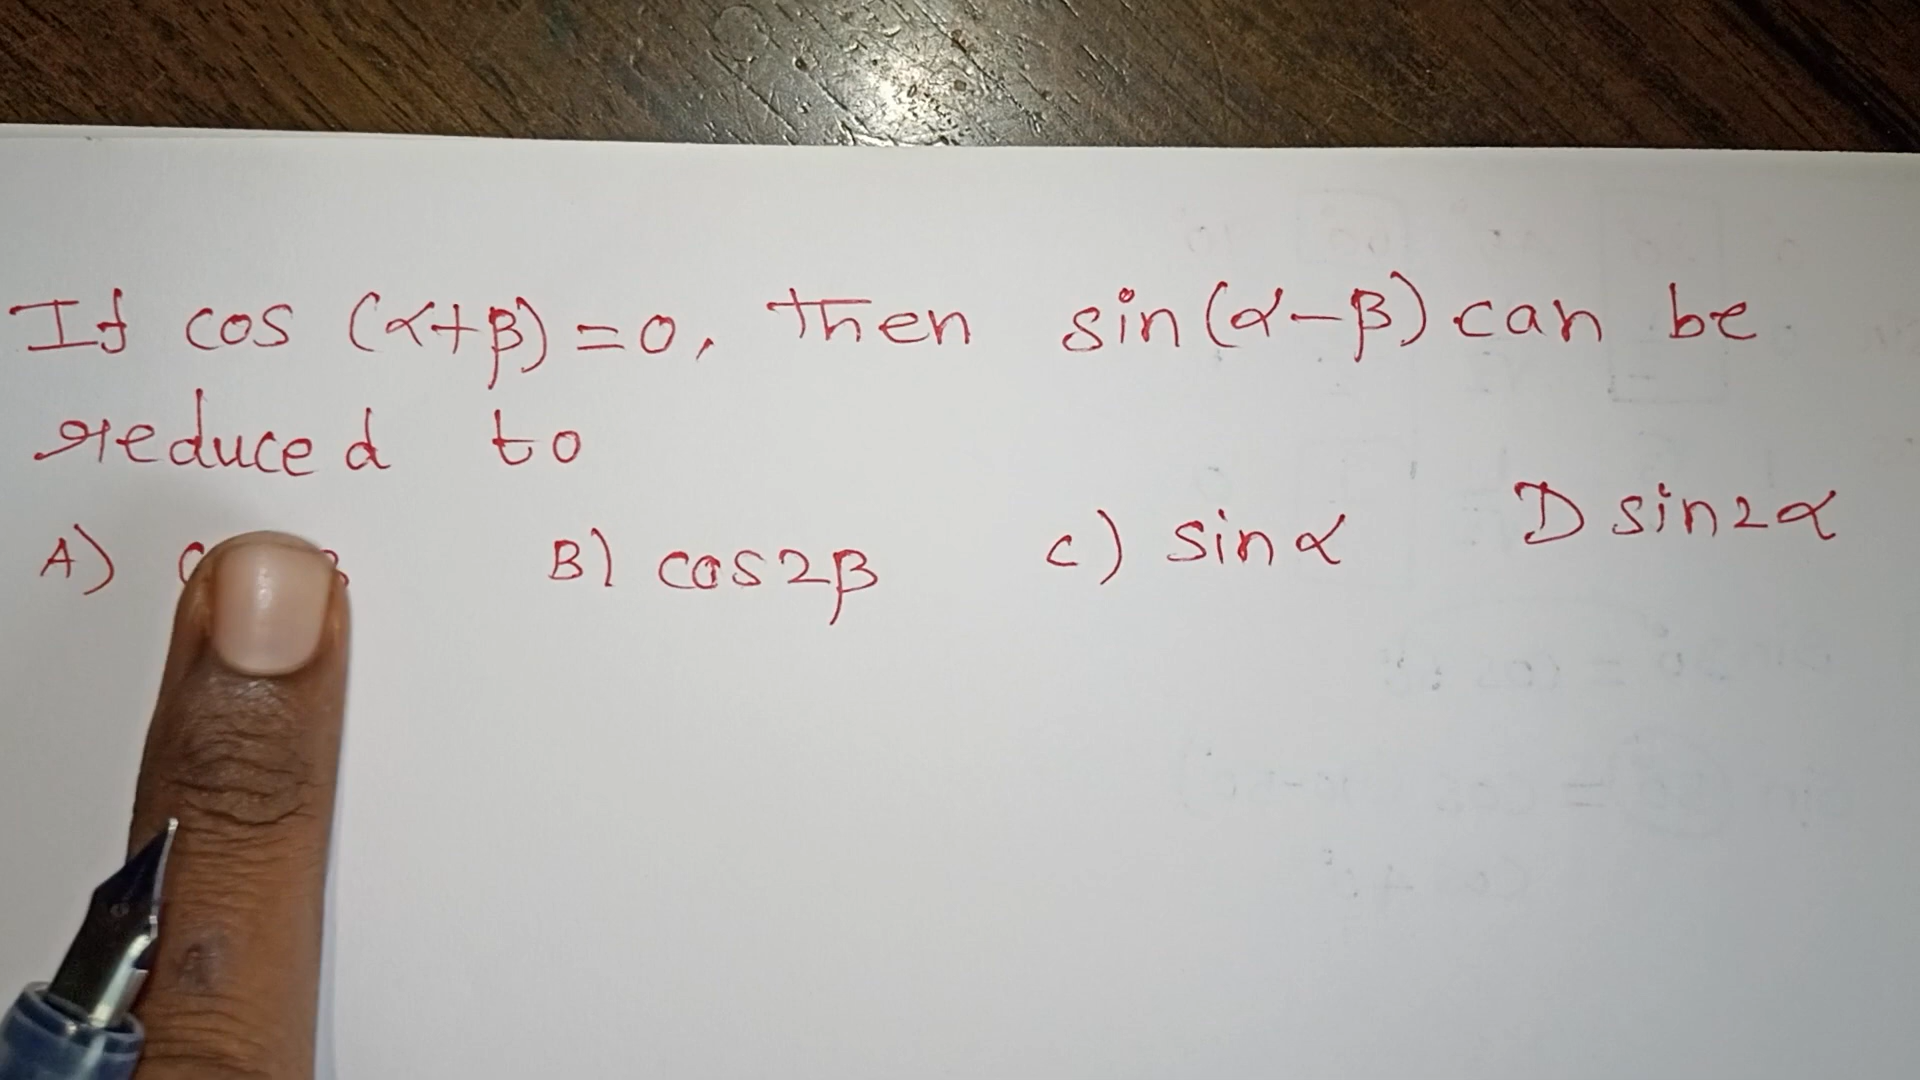 If cos (α+β) = 0, then sin(α-β) can be
reduced to
A) B) cos2β c) sinα D sin2α